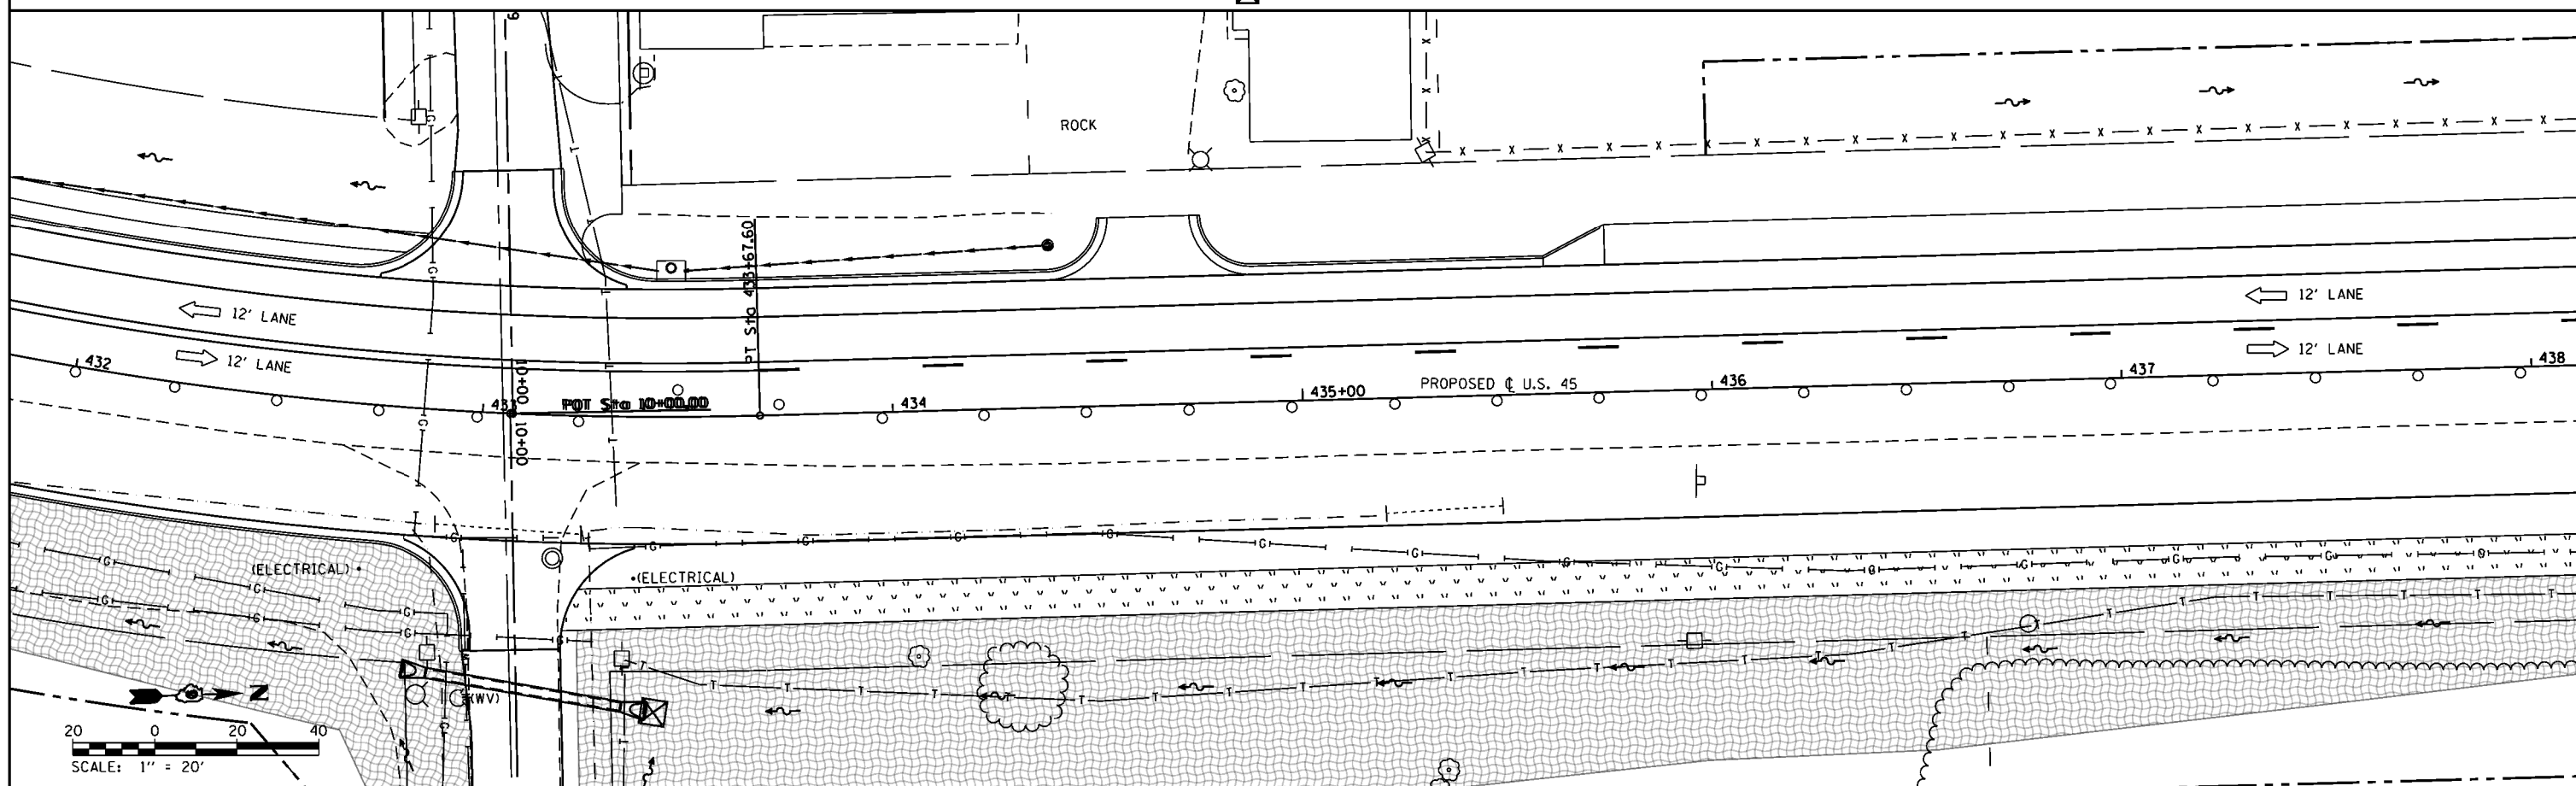 ROCK
PT Sta 433+67.60
12' LANE
12' LANE
12' LANE
12' LANE
432
433
POT Sta 10+00.00
10+00
10+00
434
435+00
PROPOSED ℄ U.S. 45
436
437
438
(ELECTRICAL)
(ELECTRICAL)
(WV)
N
20 0 20 40
SCALE: 1" = 20'